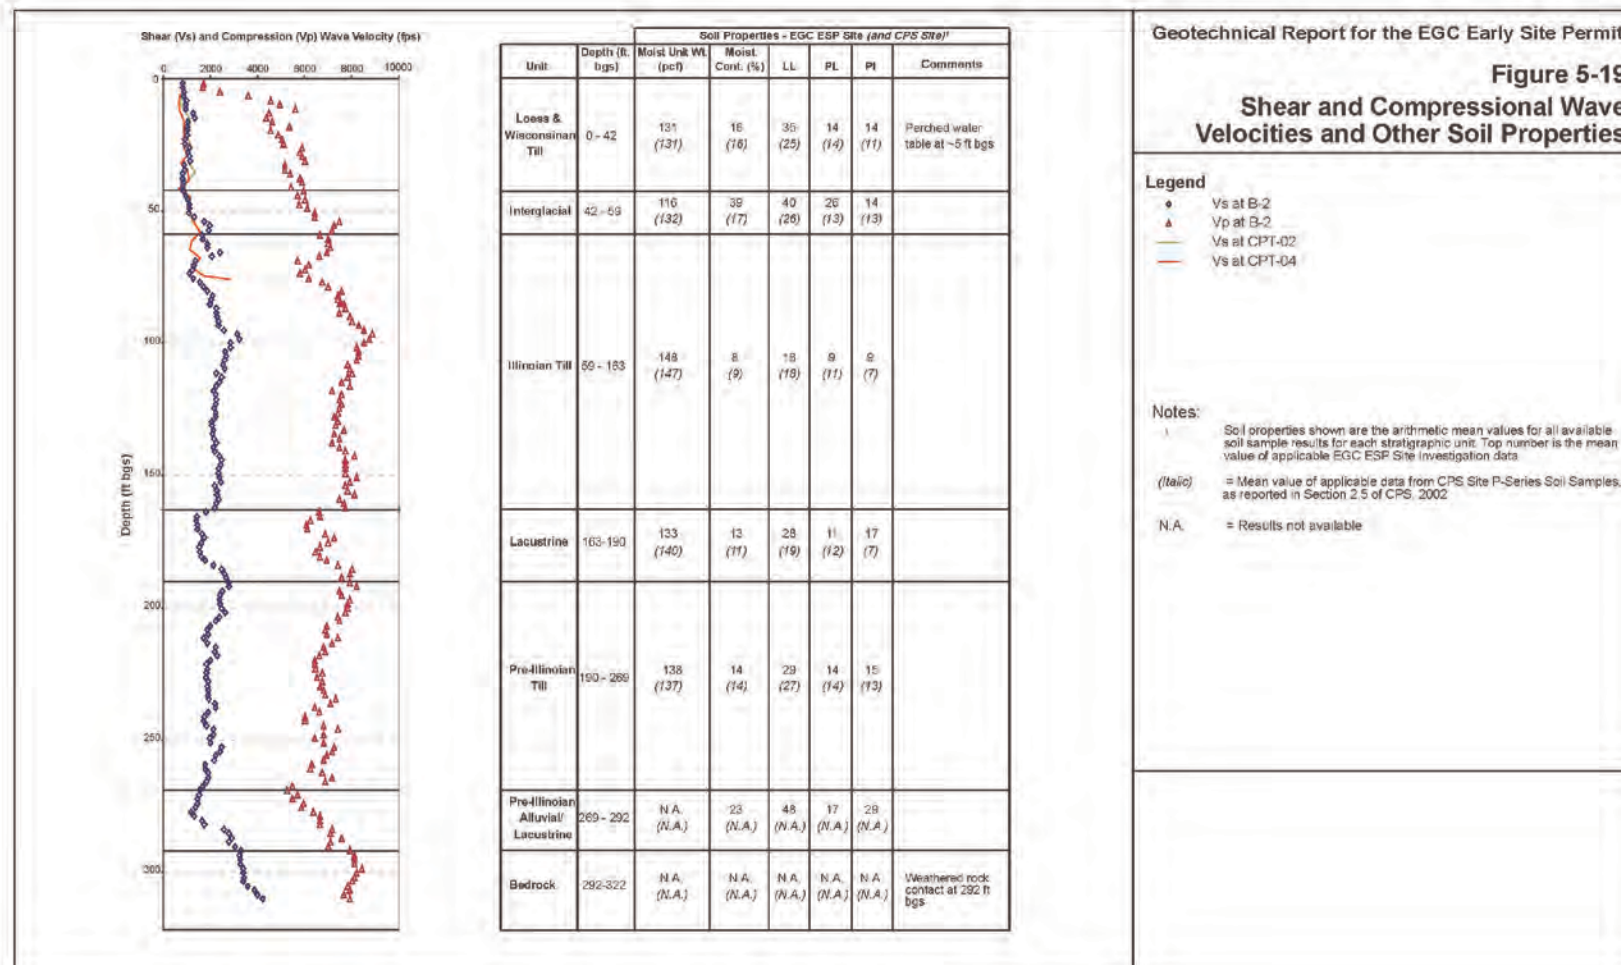 Shear (Vs) and Compression (Vp) Wave Velocity (fps)
0 2000 4000 6000 8000 10000
0
50
100
150
200
250
300
Depth (ft bgs)
Soil Properties - EGC ESP Site (and CPS Site)¹
Unit Depth (ft. bgs) Moist Unit Wt. (pcf) Moist. Cont. (%) LL PL PI Comments
Loess & Wisconsinan Till 0 - 42 131 (131) 16 (16) 35 (25) 14 (14) 14 (11) Perched water table at ~5 ft bgs
Interglacial 42 - 59 116 (132) 39 (17) 40 (26) 26 (13) 14 (13)
Illinoian Till 59 - 163 148 (147) 8 (9) 18 (18) 9 (11) 9 (7)
Lacustrine 163-190 133 (140) 13 (11) 28 (19) 11 (12) 17 (7)
Pre-Illinoian Till 190 - 269 138 (137) 14 (14) 29 (27) 14 (14) 15 (13)
Pre-Illinoian Alluvial/ Lacustrine 269 - 292 N.A. (N.A.) 23 (N.A.) 48 (N.A.) 17 (N.A.) 29 (N.A.)
Bedrock 292-322 N.A. (N.A.) N.A. (N.A.) N.A. (N.A.) N.A. (N.A.) N.A. (N.A.) Weathered rock contact at 292 ft bgs
Geotechnical Report for the EGC Early Site Permit
Figure 5-19
Shear and Compressional Wave
Velocities and Other Soil Properties
Legend
Vs at B-2
Vp at B-2
Vs at CPT-02
Vs at CPT-04
Notes:
Soil properties shown are the arithmetic mean values for all available
soil sample results for each stratigraphic unit. Top number is the mean
value of applicable EGC ESP Site Investigation data
(Italic) = Mean value of applicable data from CPS Site P-Series Soil Samples,
as reported in Section 2.5 of CPS, 2002
N.A. = Results not available